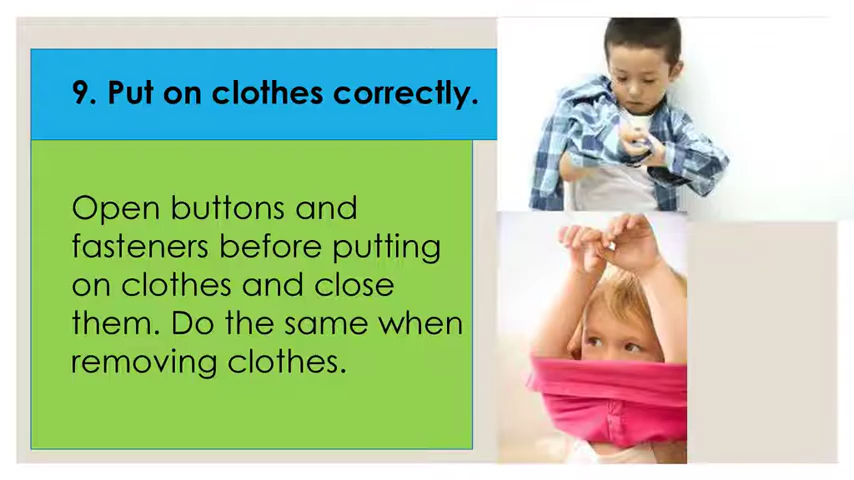 9. Put on clothes correctly.
Open buttons and
fasteners before putting
on clothes and close
them. Do the same when
removing clothes.